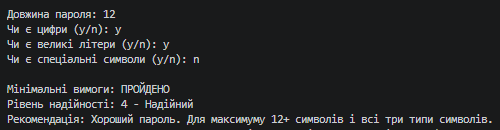 Довжина пароля: 12
Чи є цифри (y/n): y
Чи є великі літери (y/n): y
Чи є спеціальні символи (y/n): n
Мінімальні вимоги: ПРОЙДЕНО
Рівень надійності: 4 - Надійний
Рекомендація: Хороший пароль. Для максимуму 12+ символів і всі три типи символів.